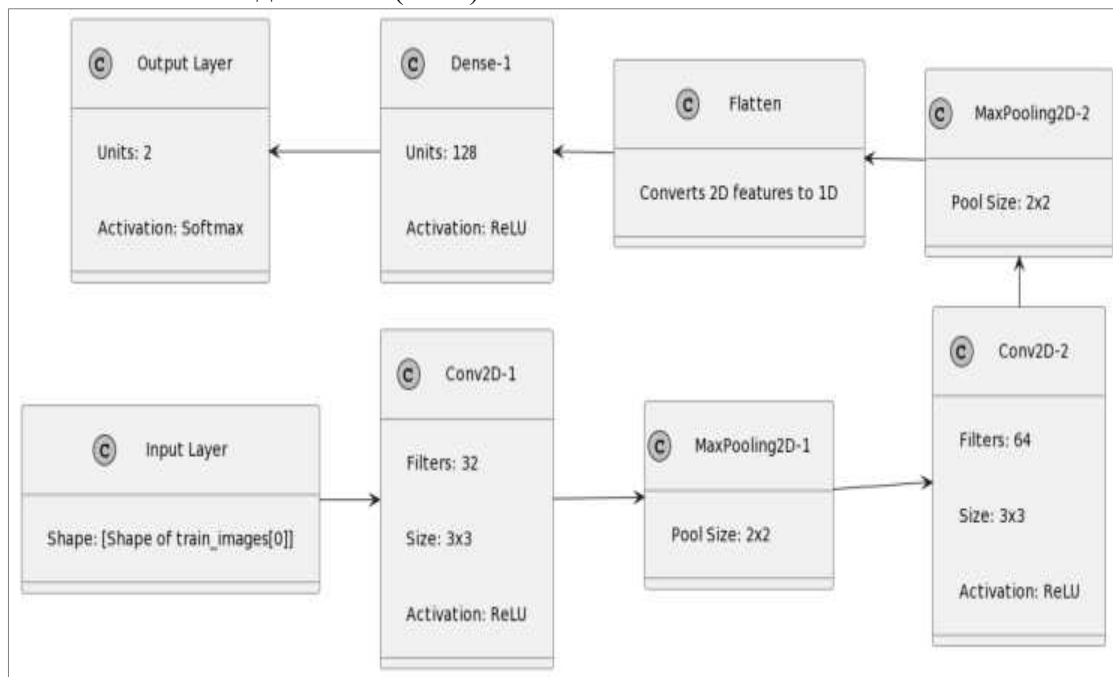 C Output Layer
Units: 2
Activation: Softmax
C Dense-1
Units: 128
Activation: ReLU
C Flatten
Converts 2D features to 1D
C MaxPooling2D-2
Pool Size: 2x2
C Input Layer
Shape: [Shape of train_images[0]]
C Conv2D-1
Filters: 32
Size: 3x3
Activation: ReLU
C MaxPooling2D-1
Pool Size: 2x2
C Conv2D-2
Filters: 64
Size: 3x3
Activation: ReLU